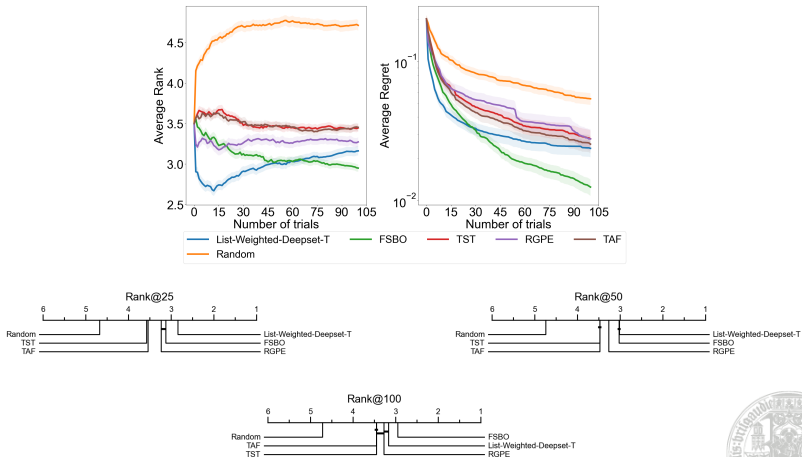 4.5
4.0
3.5
3.0
2.5
Average Rank
0 15 30 45 60 75 90 105
Number of trials
10⁻¹
10⁻²
Average Regret
0 15 30 45 60 75 90 105
Number of trials
List-Weighted-Deepset-T FSBO TST RGPE TAF
Random
Rank@25
6 5 4 3 2 1
Random List-Weighted-Deepset-T
TST FSBO
TAF RGPE
Rank@50
6 5 4 3 2 1
Random List-Weighted-Deepset-T
TST FSBO
TAF RGPE
Rank@100
6 5 4 3 2 1
Random FSBO
TAF List-Weighted-Deepset-T
TST RGPE